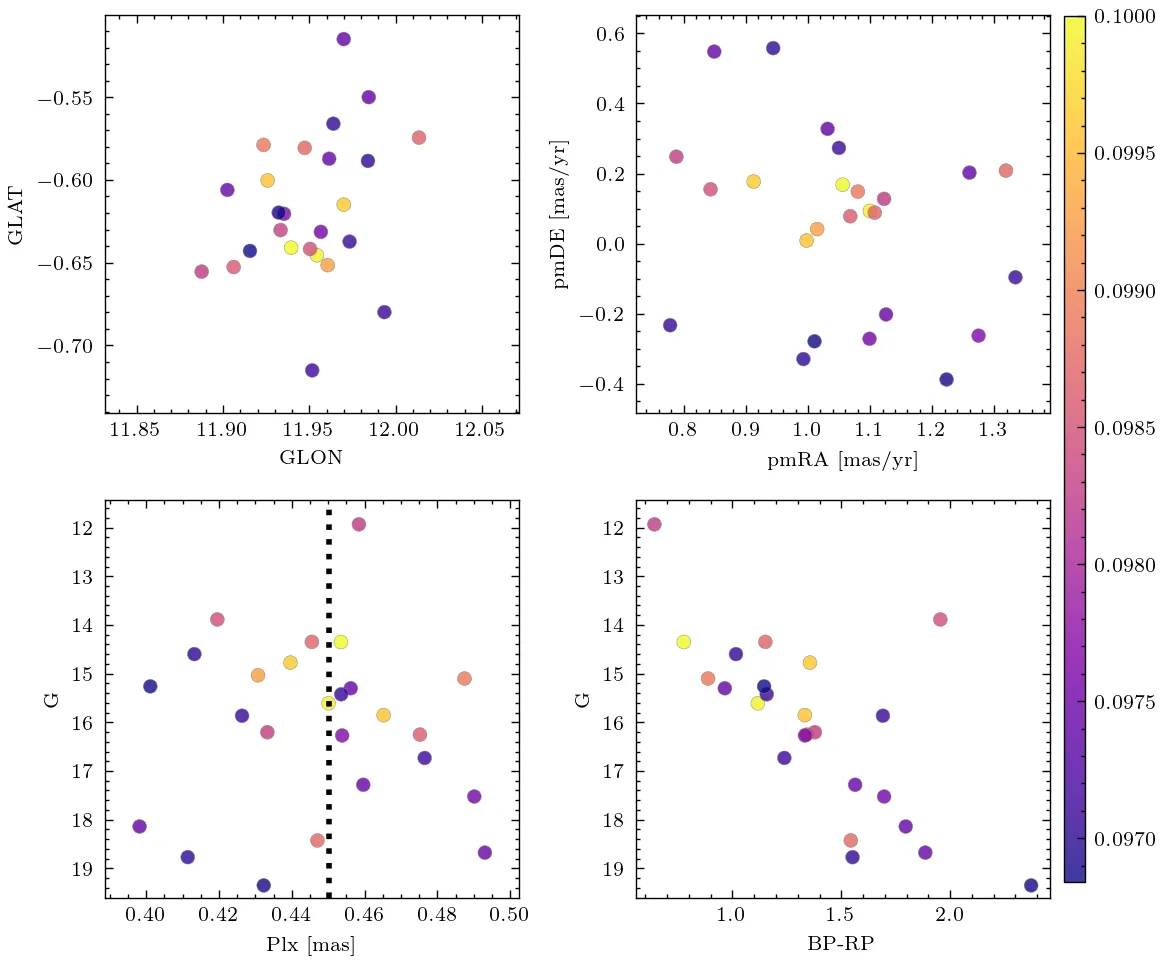 −0.55
−0.60
−0.65
−0.70
GLAT
11.85 11.90 11.95 12.00 12.05
GLON
0.6
0.4
0.2
0.0
−0.2
−0.4
pmDE [mas/yr]
0.8 0.9 1.0 1.1 1.2 1.3
pmRA [mas/yr]
12
13
14
15
16
17
18
19
G
0.40 0.42 0.44 0.46 0.48 0.50
Plx [mas]
12
13
14
15
16
17
18
19
G
1.0 1.5 2.0
BP-RP
0.1000
0.0995
0.0990
0.0985
0.0980
0.0975
0.0970